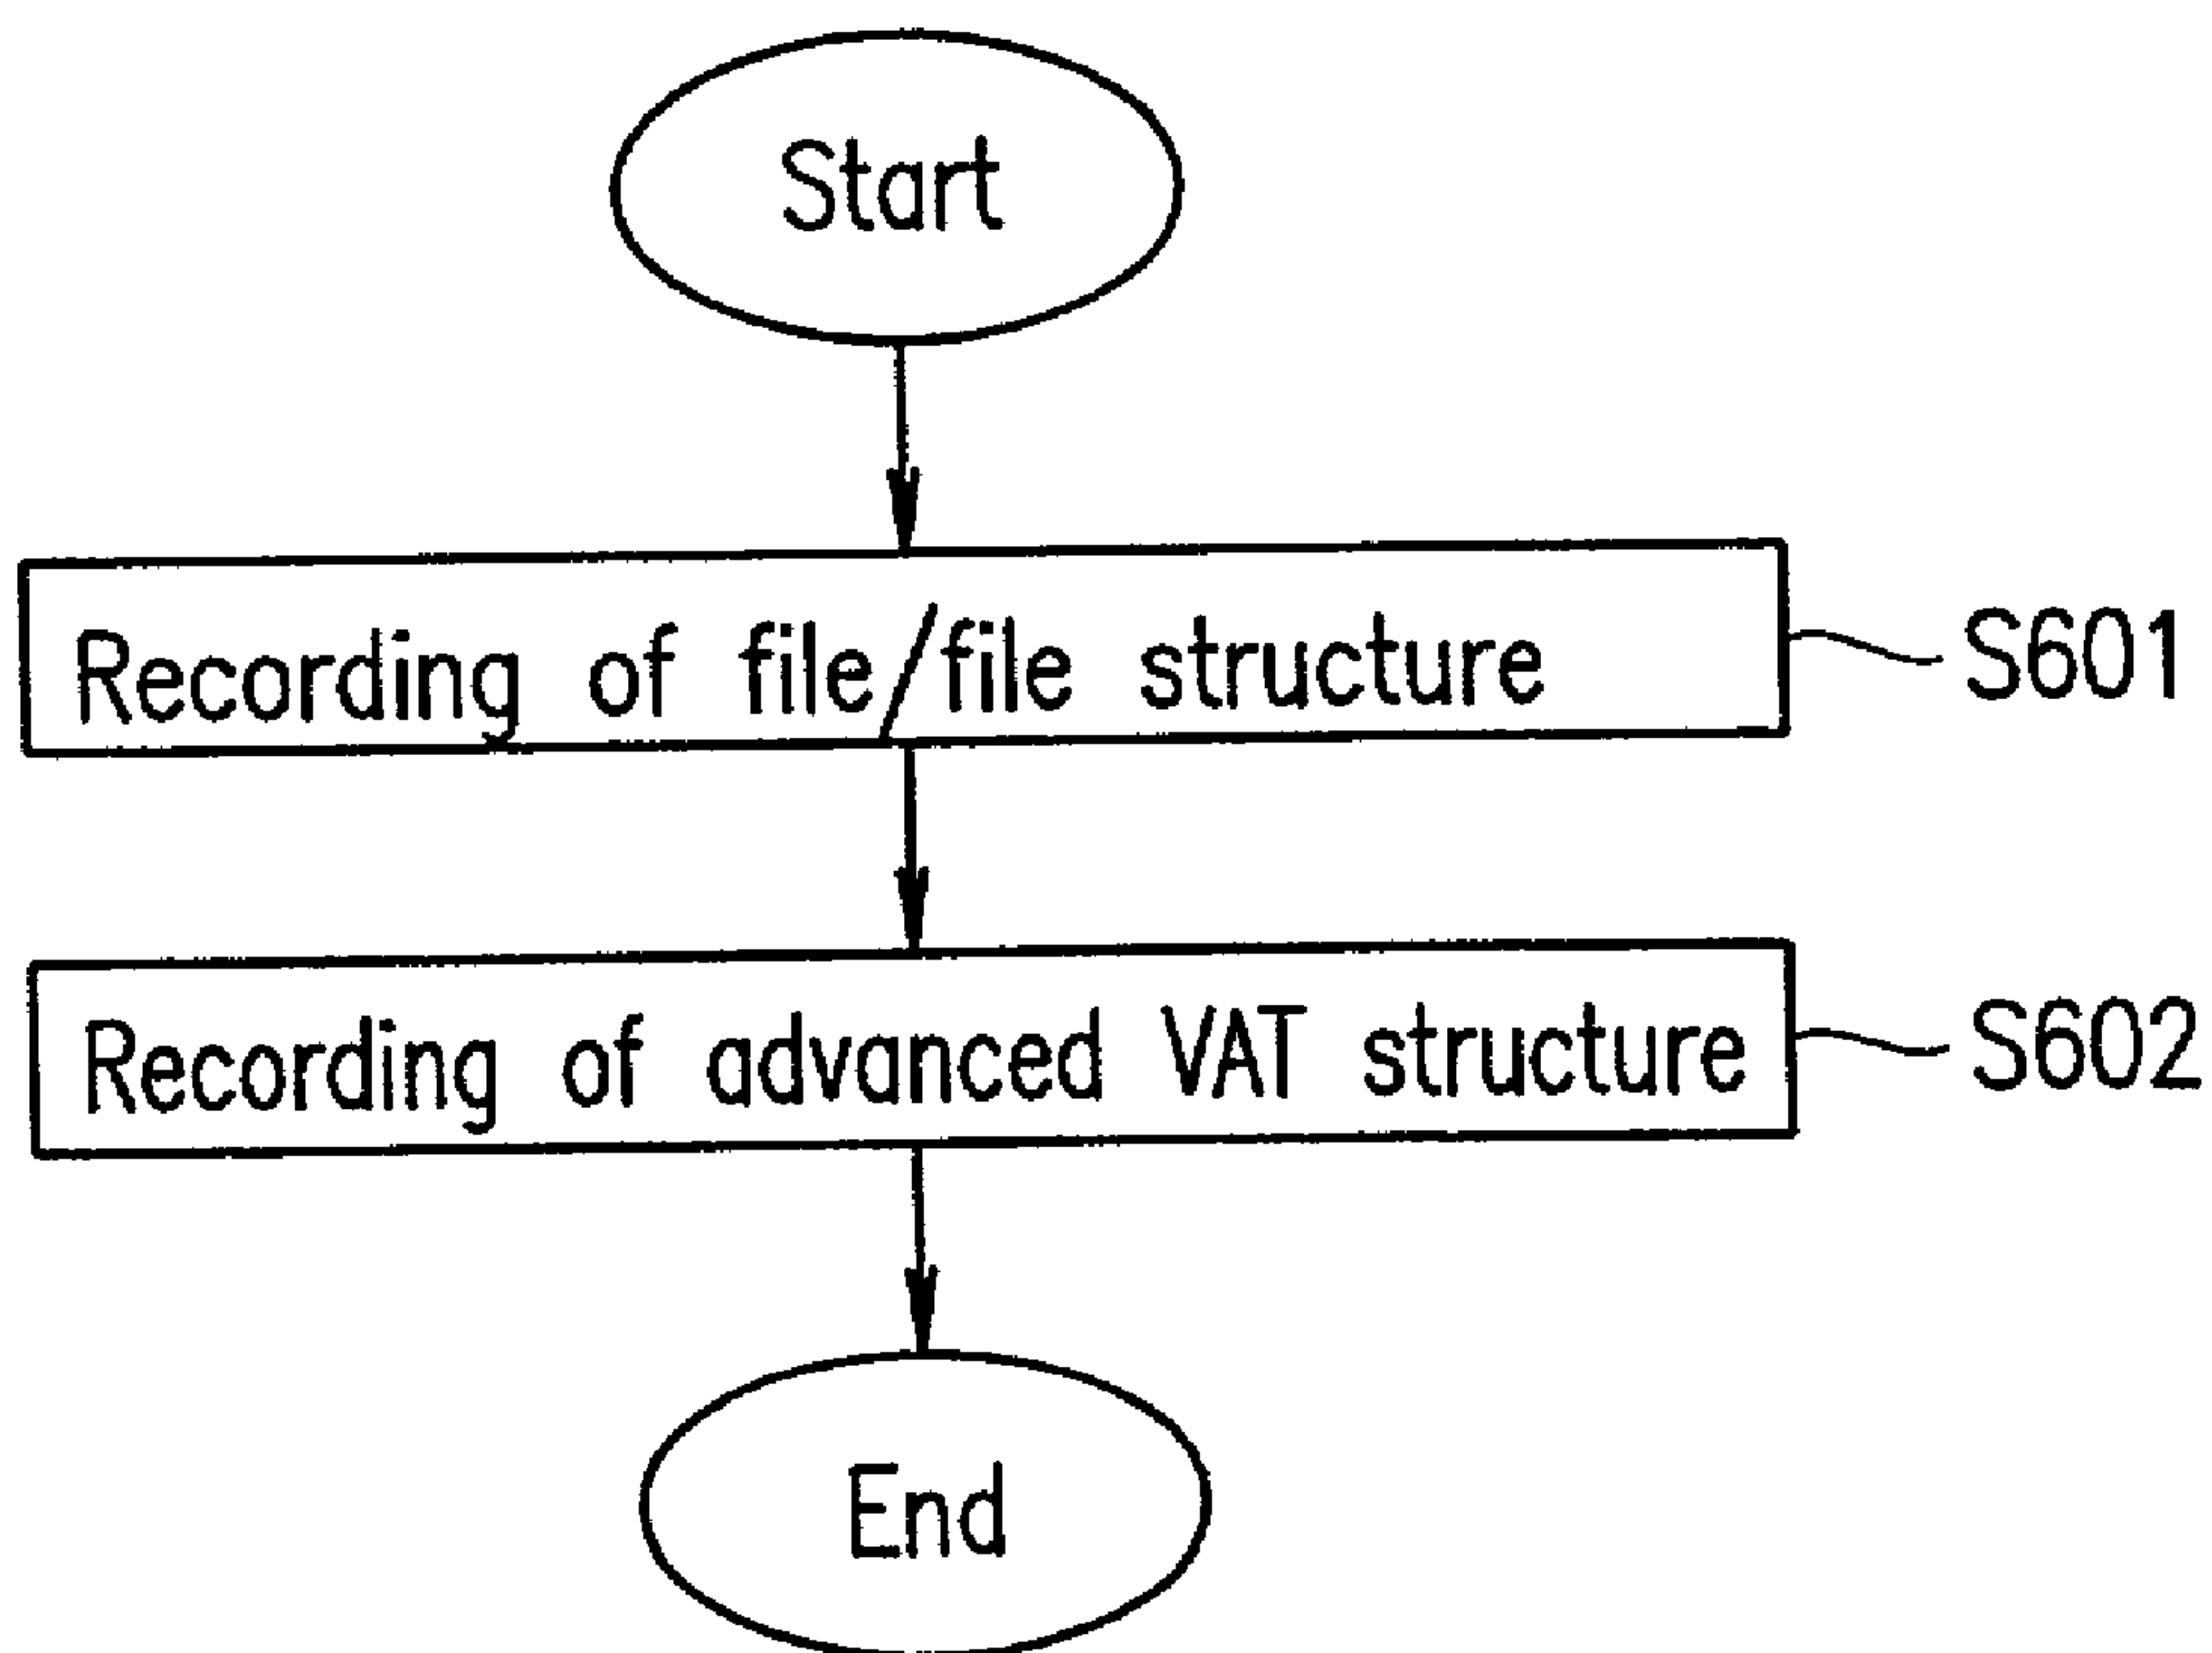 Start
Recording of file/file structure
S601
Recording of advanced VAT structure
S602
End